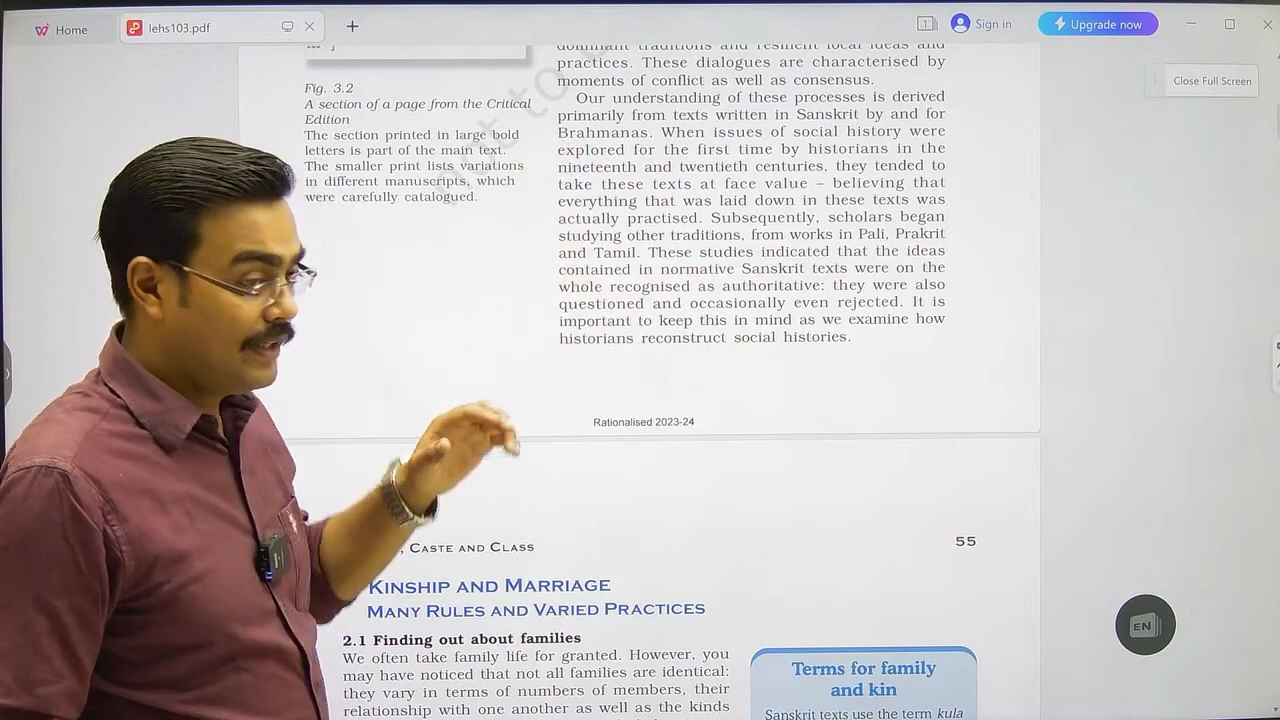 Home
lehs103.pdf
1
Sign in
Upgrade now
Close Full Screen
Fig. 3.2
A section of a page from the Critical
Edition
The section printed in large bold
letters is part of the main text.
The smaller print lists variations
in different manuscripts, which
were carefully catalogued.
not to
dominant traditions and resilient local ideas and
practices. These dialogues are characterised by
moments of conflict as well as consensus.
Our understanding of these processes is derived
primarily from texts written in Sanskrit by and for
Brahmanas. When issues of social history were
explored for the first time by historians in the
nineteenth and twentieth centuries, they tended to
take these texts at face value – believing that
everything that was laid down in these texts was
actually practised. Subsequently, scholars began
studying other traditions, from works in Pali, Prakrit
and Tamil. These studies indicated that the ideas
contained in normative Sanskrit texts were on the
whole recognised as authoritative: they were also
questioned and occasionally even rejected. It is
important to keep this in mind as we examine how
historians reconstruct social histories.
Rationalised 2023-24
, CASTE AND CLASS
55
KINSHIP AND MARRIAGE
MANY RULES AND VARIED PRACTICES
2.1 Finding out about families
We often take family life for granted. However, you
may have noticed that not all families are identical:
they vary in terms of numbers of members, their
relationship with one another as well as the kinds
Terms for family
and kin
Sanskrit texts use the term kula
EN